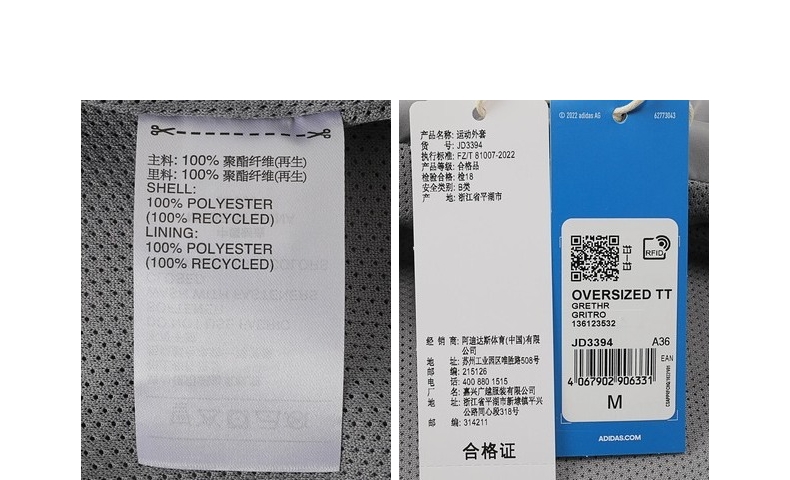 主料: 100% 聚酯纤维(再生)
里料: 100% 聚酯纤维(再生)
SHELL:
100% POLYESTER
(100% RECYCLED)
LINING:
100% POLYESTER
(100% RECYCLED)
产品名称: 运动外套
货 号: JD3394
执行标准: FZ/T 81007-2022
产品等级: 合格品
检验合格: 检18
安全类别: B类
产 地: 浙江省平湖市
经 销 商: 阿迪达斯体育(中国)有限
公司
地 址: 苏州工业园区唯胜路508号
邮 编: 215126
电 话: 400 880 1515
厂 名: 嘉兴广越服装有限公司
地 址: 浙江省平湖市新埭镇平兴
公路同心段318号
邮 编: 314211
合格证
© 2022 adidas AG 62773043
RFID
OVERSIZED TT
GRETHR
GRITRO
136123532
JD3394 A36
EAN
4 067902 906331
M
ADIDAS.COM